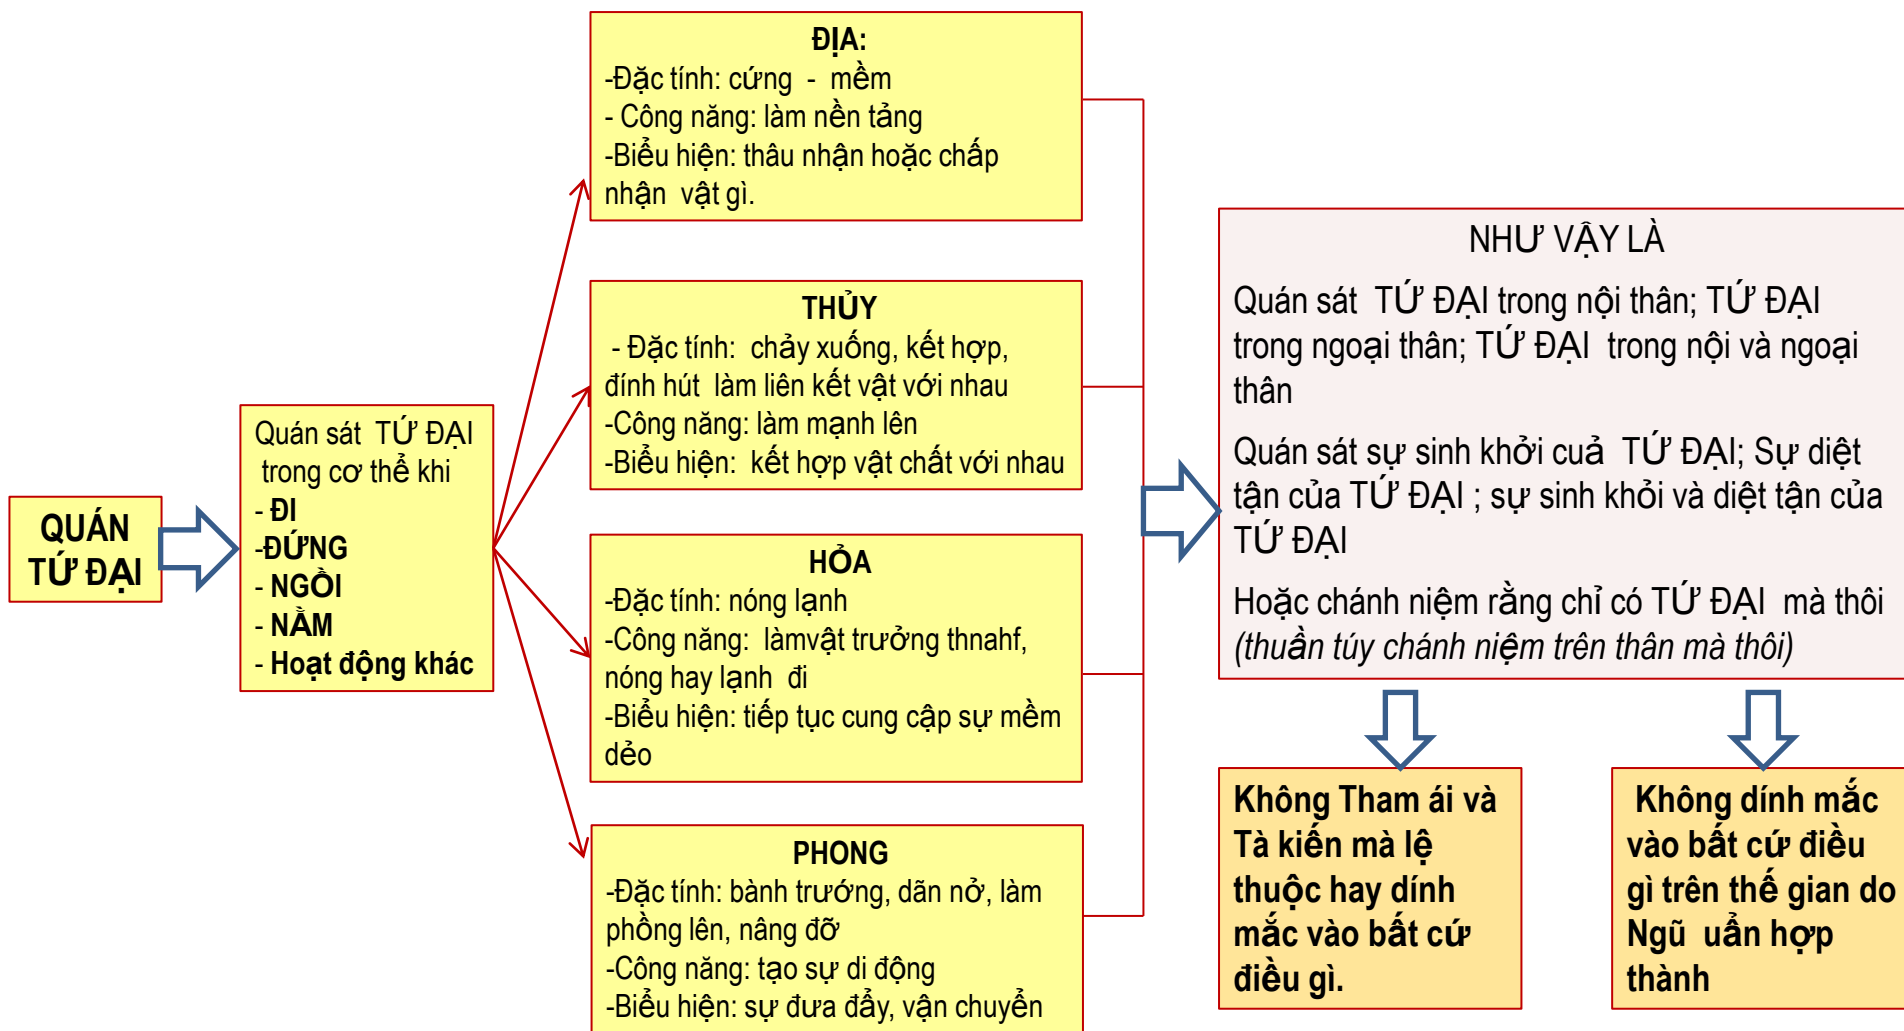 QUÁN
TỨ ĐẠI
Quán sát TỨ ĐẠI
trong cơ thể khi
- ĐI
-ĐỨNG
- NGỒI
- NẰM
- Hoạt động khác
ĐỊA:
-Đặc tính: cứng - mềm
- Công năng: làm nền tảng
-Biểu hiện: thâu nhận hoặc chấp
nhận vật gì.
THỦY
- Đặc tính: chảy xuống, kết hợp,
đính hút làm liên kết vật với nhau
-Công năng: làm mạnh lên
-Biểu hiện: kết hợp vật chất với nhau
HỎA
-Đặc tính: nóng lạnh
-Công năng: làmvật trưởng thnahf,
nóng hay lạnh đi
-Biểu hiện: tiếp tục cung cấp sự mềm
dẻo
PHONG
-Đặc tính: bành trướng, dãn nở, làm
phồng lên, nâng đỡ
-Công năng: tạo sự di động
-Biểu hiện: sự đưa đẩy, vận chuyển
NHƯ VẬY LÀ
Quán sát TỨ ĐẠI trong nội thân; TỨ ĐẠI
trong ngoại thân; TỨ ĐẠI trong nội và ngoại
thân
Quán sát sự sinh khởi cuả TỨ ĐẠI; Sự diệt
tận của TỨ ĐẠI ; sự sinh khỏi và diệt tận của
TỨ ĐẠI
Hoặc chánh niệm rằng chỉ có TỨ ĐẠI mà thôi
(thuần túy chánh niệm trên thân mà thôi)
Không Tham ái và
Tà kiến mà lệ
thuộc hay dính
mắc vào bất cứ
điều gì.
Không dính mắc
vào bất cứ điều
gì trên thế gian do
Ngũ uẩn hợp
thành